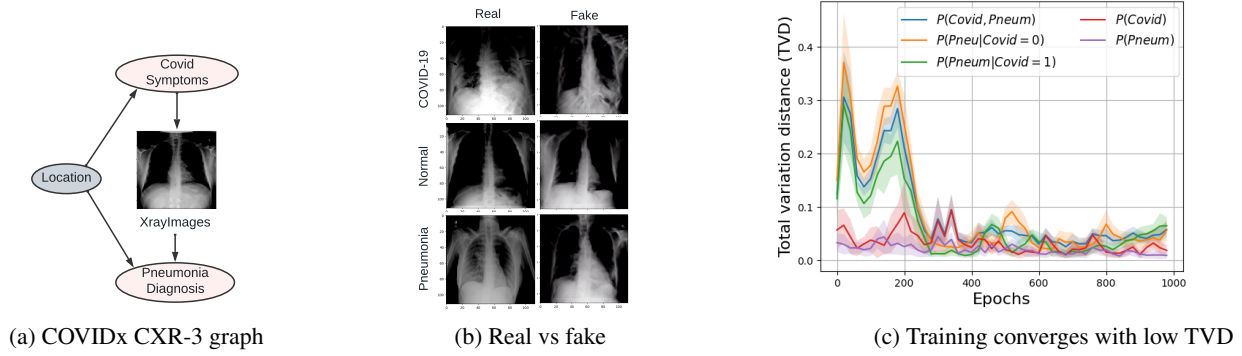 Covid
Symptoms
Location
XrayImages
Pneumonia
Diagnosis
(a) COVIDx CXR-3 graph
Real
Fake
COVID-19
Normal
Pneumonia
(b) Real vs fake
P(Covid, Pneum)
P(Pneu|Covid = 0)
P(Pneum|Covid = 1)
P(Covid)
P(Pneum)
Total variation distance (TVD)
0.4
0.3
0.2
0.1
0.0
0 200 400 600 800 1000
Epochs
(c) Training converges with low TVD